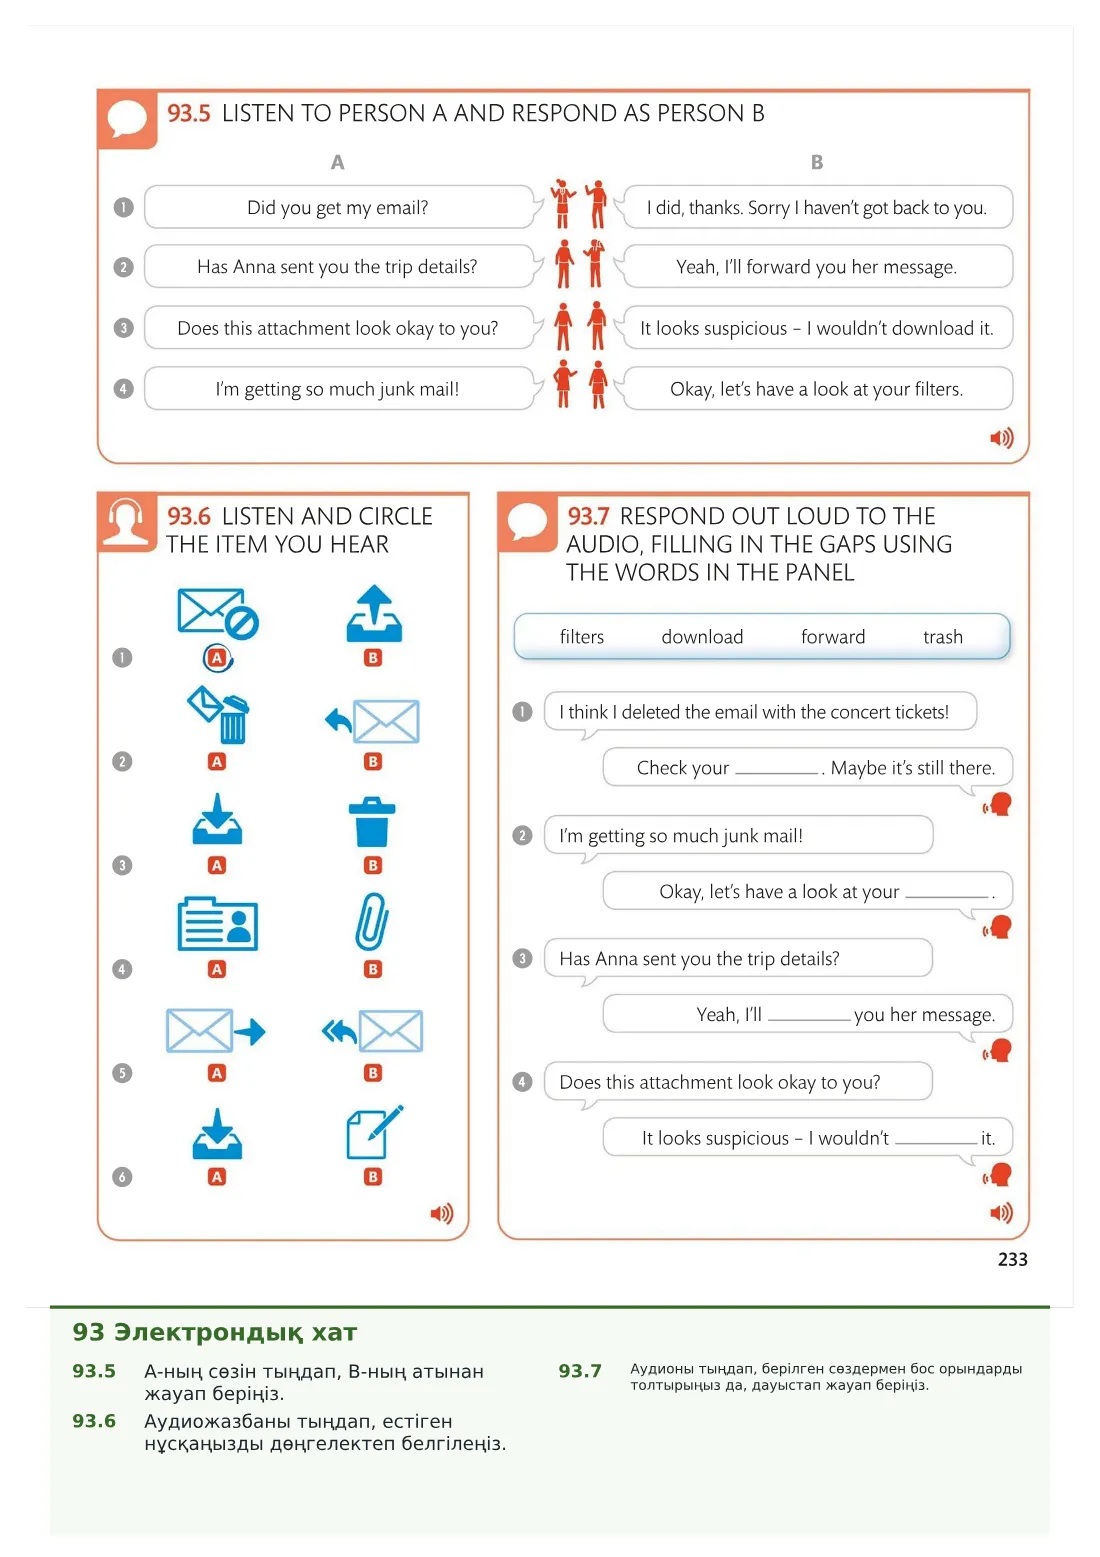 93.5 LISTEN TO PERSON A AND RESPOND AS PERSON B
A
B
1 Did you get my email?
I did, thanks. Sorry I haven't got back to you.
2 Has Anna sent you the trip details?
Yeah, I'll forward you her message.
3 Does this attachment look okay to you?
It looks suspicious – I wouldn't download it.
4 I'm getting so much junk mail!
Okay, let's have a look at your filters.
93.6 LISTEN AND CIRCLE
THE ITEM YOU HEAR
1 A B
2 A B
3 A B
4 A B
5 A B
6 A B
93.7 RESPOND OUT LOUD TO THE
AUDIO, FILLING IN THE GAPS USING
THE WORDS IN THE PANEL
filters download forward trash
1 I think I deleted the email with the concert tickets!
Check your ________ . Maybe it's still there.
2 I'm getting so much junk mail!
Okay, let's have a look at your ________ .
3 Has Anna sent you the trip details?
Yeah, I'll ________ you her message.
4 Does this attachment look okay to you?
It looks suspicious – I wouldn't ________ it.
233
93 Электрондық хат
93.5 А-ның сөзін тыңдап, В-ның атынан
жауап беріңіз.
93.6 Аудиожазбаны тыңдап, естіген
нұсқаңызды дөңгелектеп белгілеңіз.
93.7 Аудионы тыңдап, берілген сөздермен бос орындарды
толтырыңыз да, дауыстап жауап беріңіз.